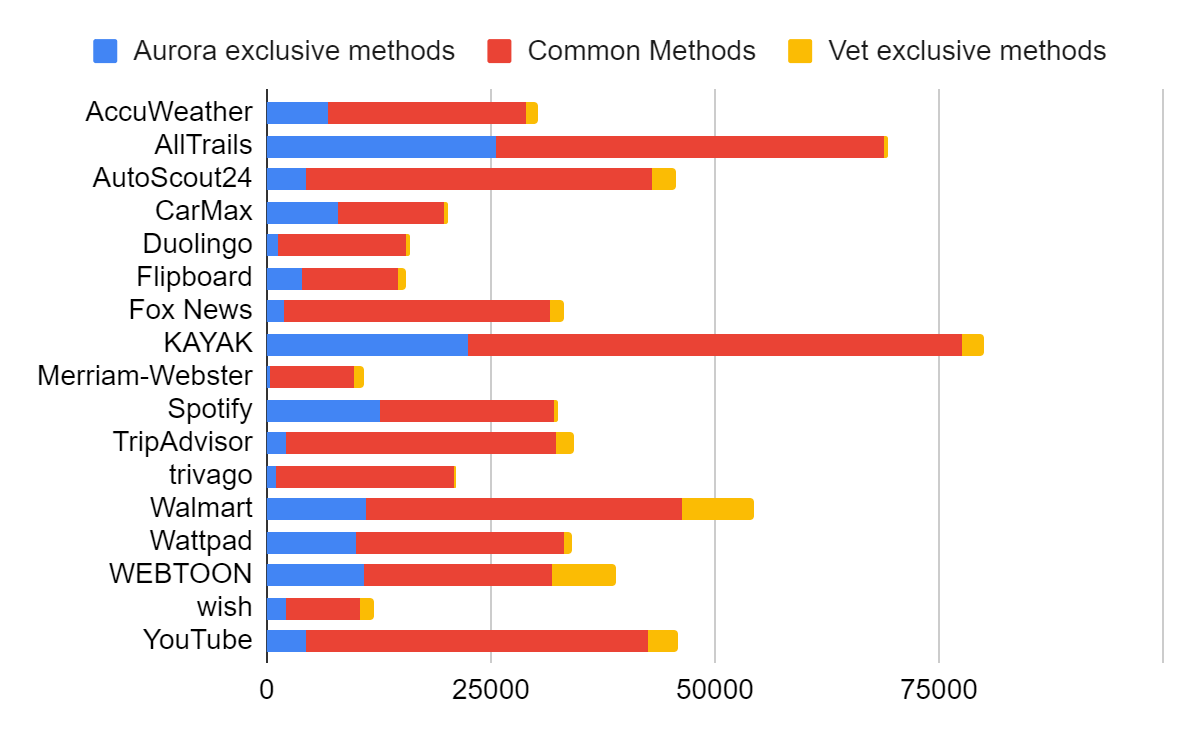 Aurora exclusive methods Common Methods Vet exclusive methods
AccuWeather
AllTrails
AutoScout24
CarMax
Duolingo
Flipboard
Fox News
KAYAK
Merriam-Webster
Spotify
TripAdvisor
trivago
Walmart
Wattpad
WEBTOON
wish
YouTube
0 25000 50000 75000